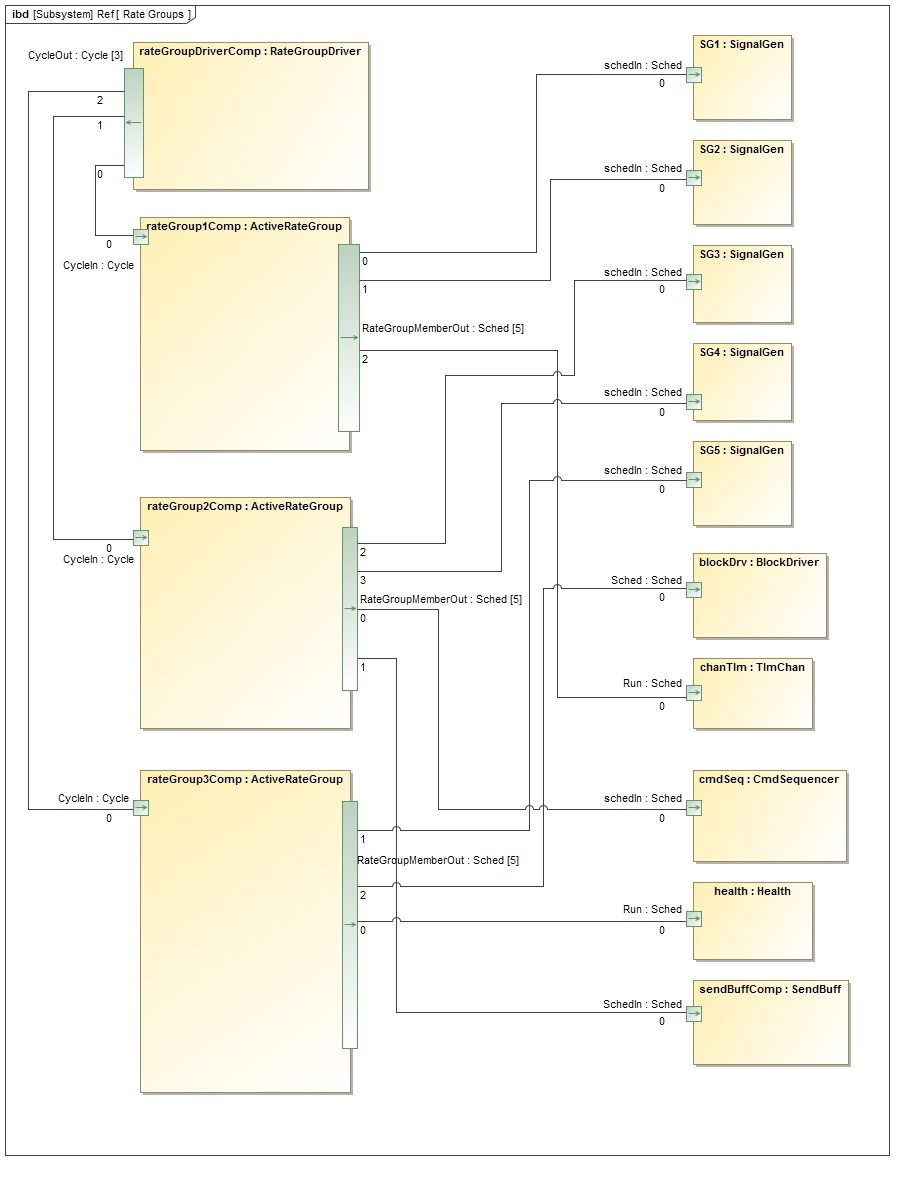 ibd [Subsystem] Ref [ Rate Groups ]
CycleOut : Cycle [3]
rateGroupDriverComp : RateGroupDriver
2
1
0
0
CycleIn : Cycle
rateGroup1Comp : ActiveRateGroup
0
1
RateGroupMemberOut : Sched [5]
2
rateGroup2Comp : ActiveRateGroup
0
CycleIn : Cycle
2
3
RateGroupMemberOut : Sched [5]
0
1
rateGroup3Comp : ActiveRateGroup
CycleIn : Cycle
0
1
RateGroupMemberOut : Sched [5]
2
0
SG1 : SignalGen
schedIn : Sched
0
SG2 : SignalGen
schedIn : Sched
0
SG3 : SignalGen
schedIn : Sched
0
SG4 : SignalGen
schedIn : Sched
0
SG5 : SignalGen
schedIn : Sched
0
blockDrv : BlockDriver
Sched : Sched
0
chanTlm : TlmChan
Run : Sched
0
cmdSeq : CmdSequencer
schedIn : Sched
0
health : Health
Run : Sched
0
sendBuffComp : SendBuff
SchedIn : Sched
0